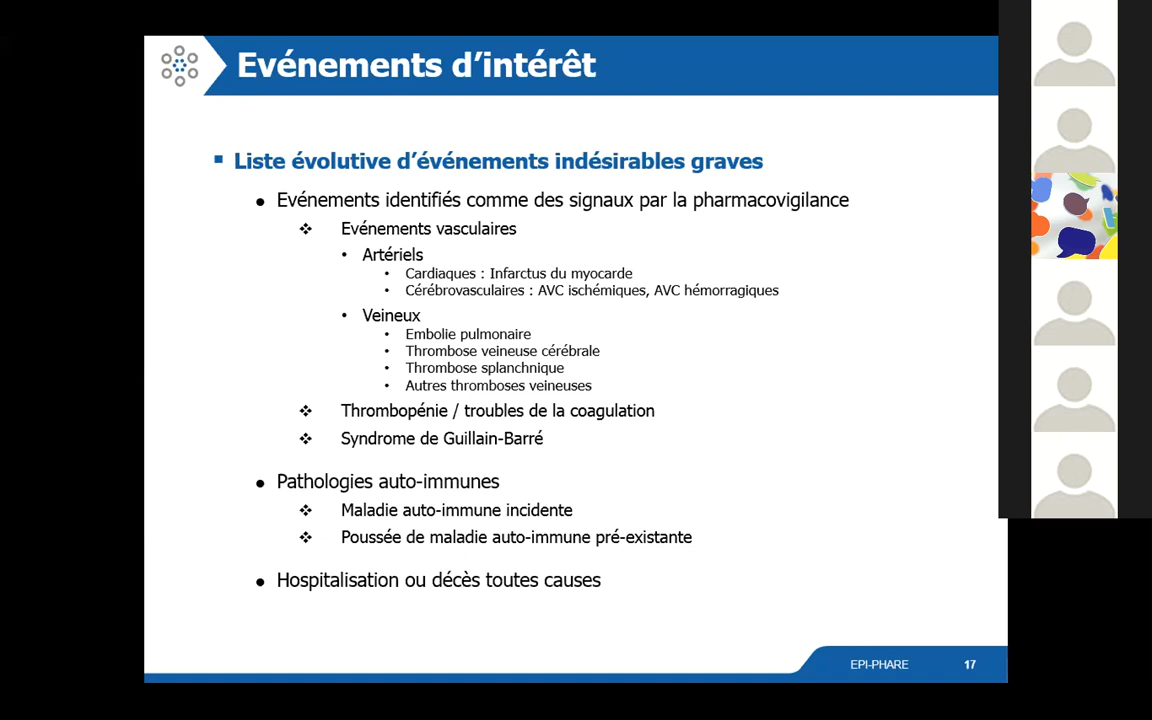 Evénements d’intérêt
Liste évolutive d’événements indésirables graves
Evénements identifiés comme des signaux par la pharmacovigilance
Evénements vasculaires
Artériels
Cardiaques : Infarctus du myocarde
Cérébrovasculaires : AVC ischémiques, AVC hémorragiques
Veineux
Embolie pulmonaire
Thrombose veineuse cérébrale
Thrombose splanchnique
Autres thromboses veineuses
Thrombopénie / troubles de la coagulation
Syndrome de Guillain-Barré
Pathologies auto-immunes
Maladie auto-immune incidente
Poussée de maladie auto-immune pré-existante
Hospitalisation ou décès toutes causes
EPI-PHARE 17